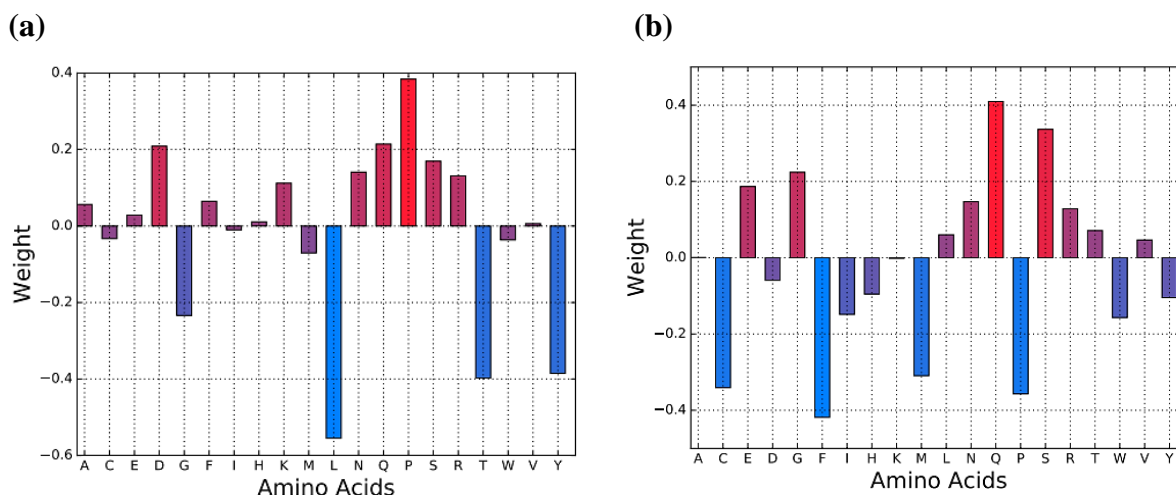 (a)
(b)
0.4
0.2
0.0
−0.2
−0.4
−0.6
Weight
A C E D G F I H K M L N Q P S R T W V Y
Amino Acids
0.4
0.2
0.0
−0.2
−0.4
Weight
A C E D G F I H K M L N Q P S R T W V Y
Amino Acids